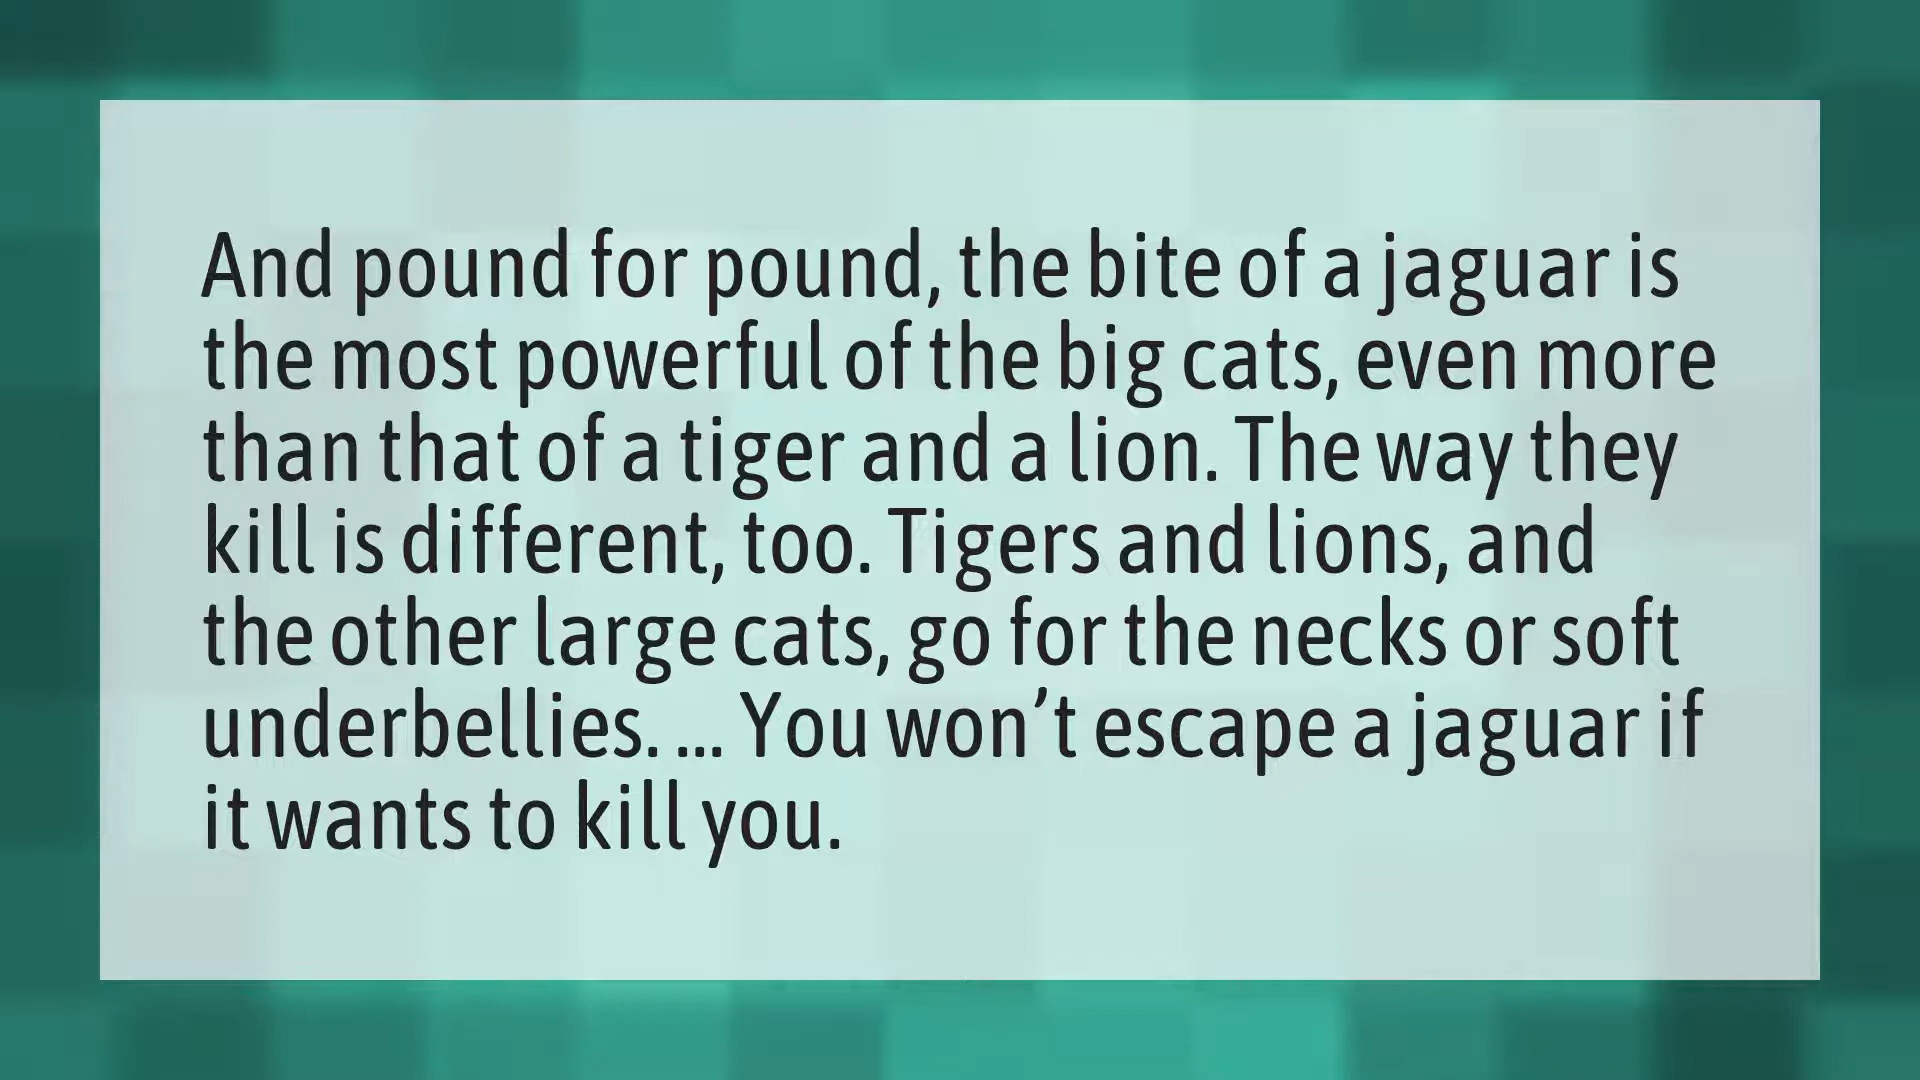 And pound for pound, the bite of a jaguar is
the most powerful of the big cats, even more
than that of a tiger and a lion. The way they
kill is different, too. Tigers and lions, and
the other large cats, go for the necks or soft
underbellies. ... You won’t escape a jaguar if
it wants to kill you.